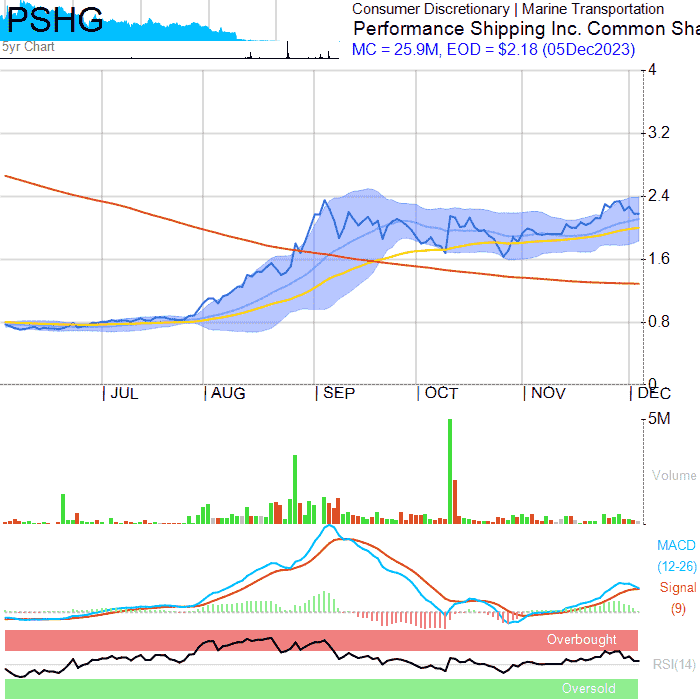 PSHG
5yr Chart
Consumer Discretionary | Marine Transportation
Performance Shipping Inc. Common Sha
MC = 25.9M, EOD = $2.18 (05Dec2023)
4
3.2
2.4
1.6
0.8
0
JUL
AUG
SEP
OCT
NOV
DEC
5M
Volume
MACD
(12-26)
Signal
(9)
Overbought
RSI(14)
Oversold